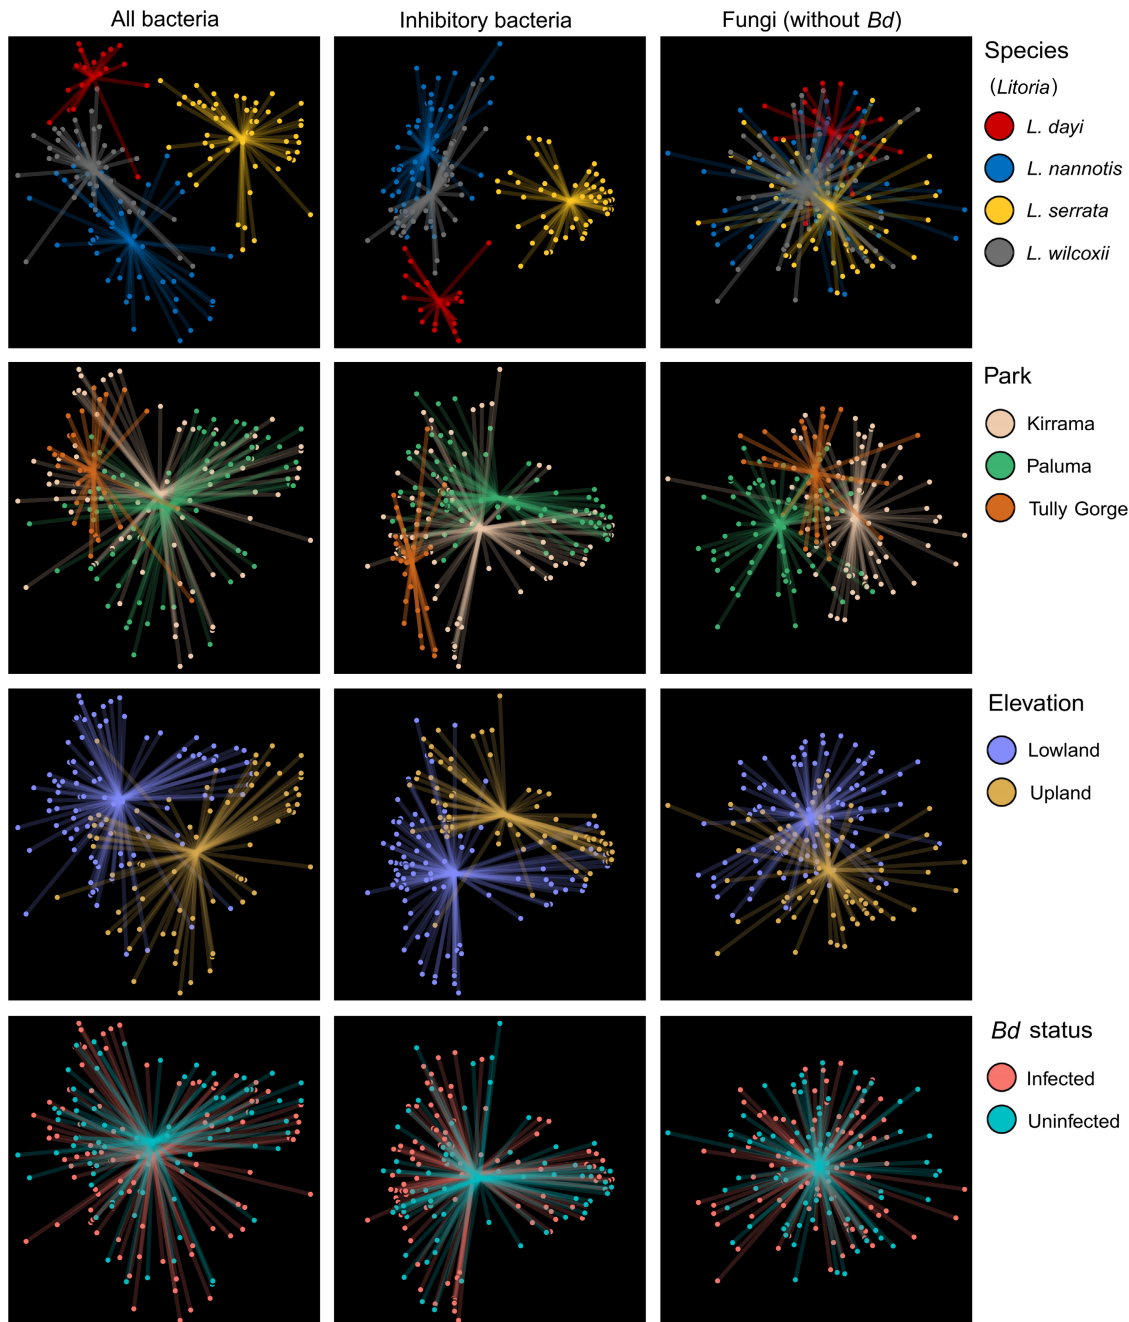 All bacteria
Inhibitory bacteria
Fungi (without Bd)
Species
(Litoria)
L. dayi
L. nannotis
L. serrata
L. wilcoxii
Park
Kirrama
Paluma
Tully Gorge
Elevation
Lowland
Upland
Bd status
Infected
Uninfected